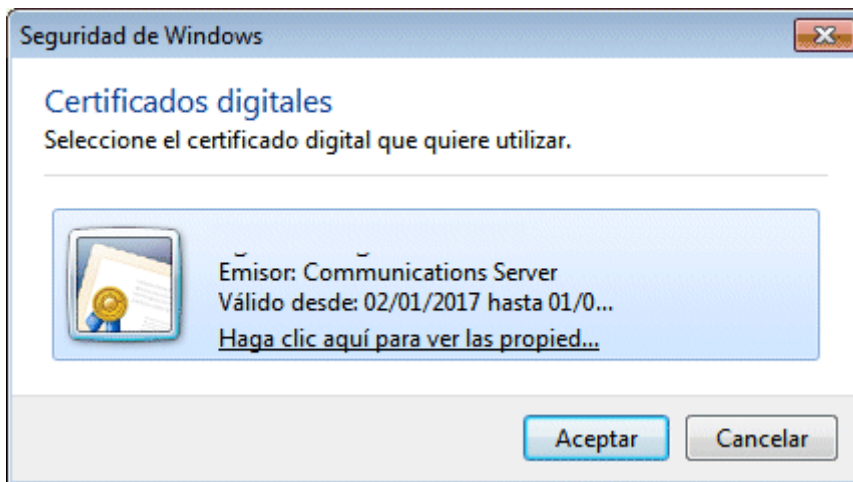 Seguridad de Windows
Certificados digitales
Seleccione el certificado digital que quiere utilizar.
Emisor: Communications Server
Válido desde: 02/01/2017 hasta 01/0...
Haga clic aquí para ver las propied...
Aceptar
Cancelar